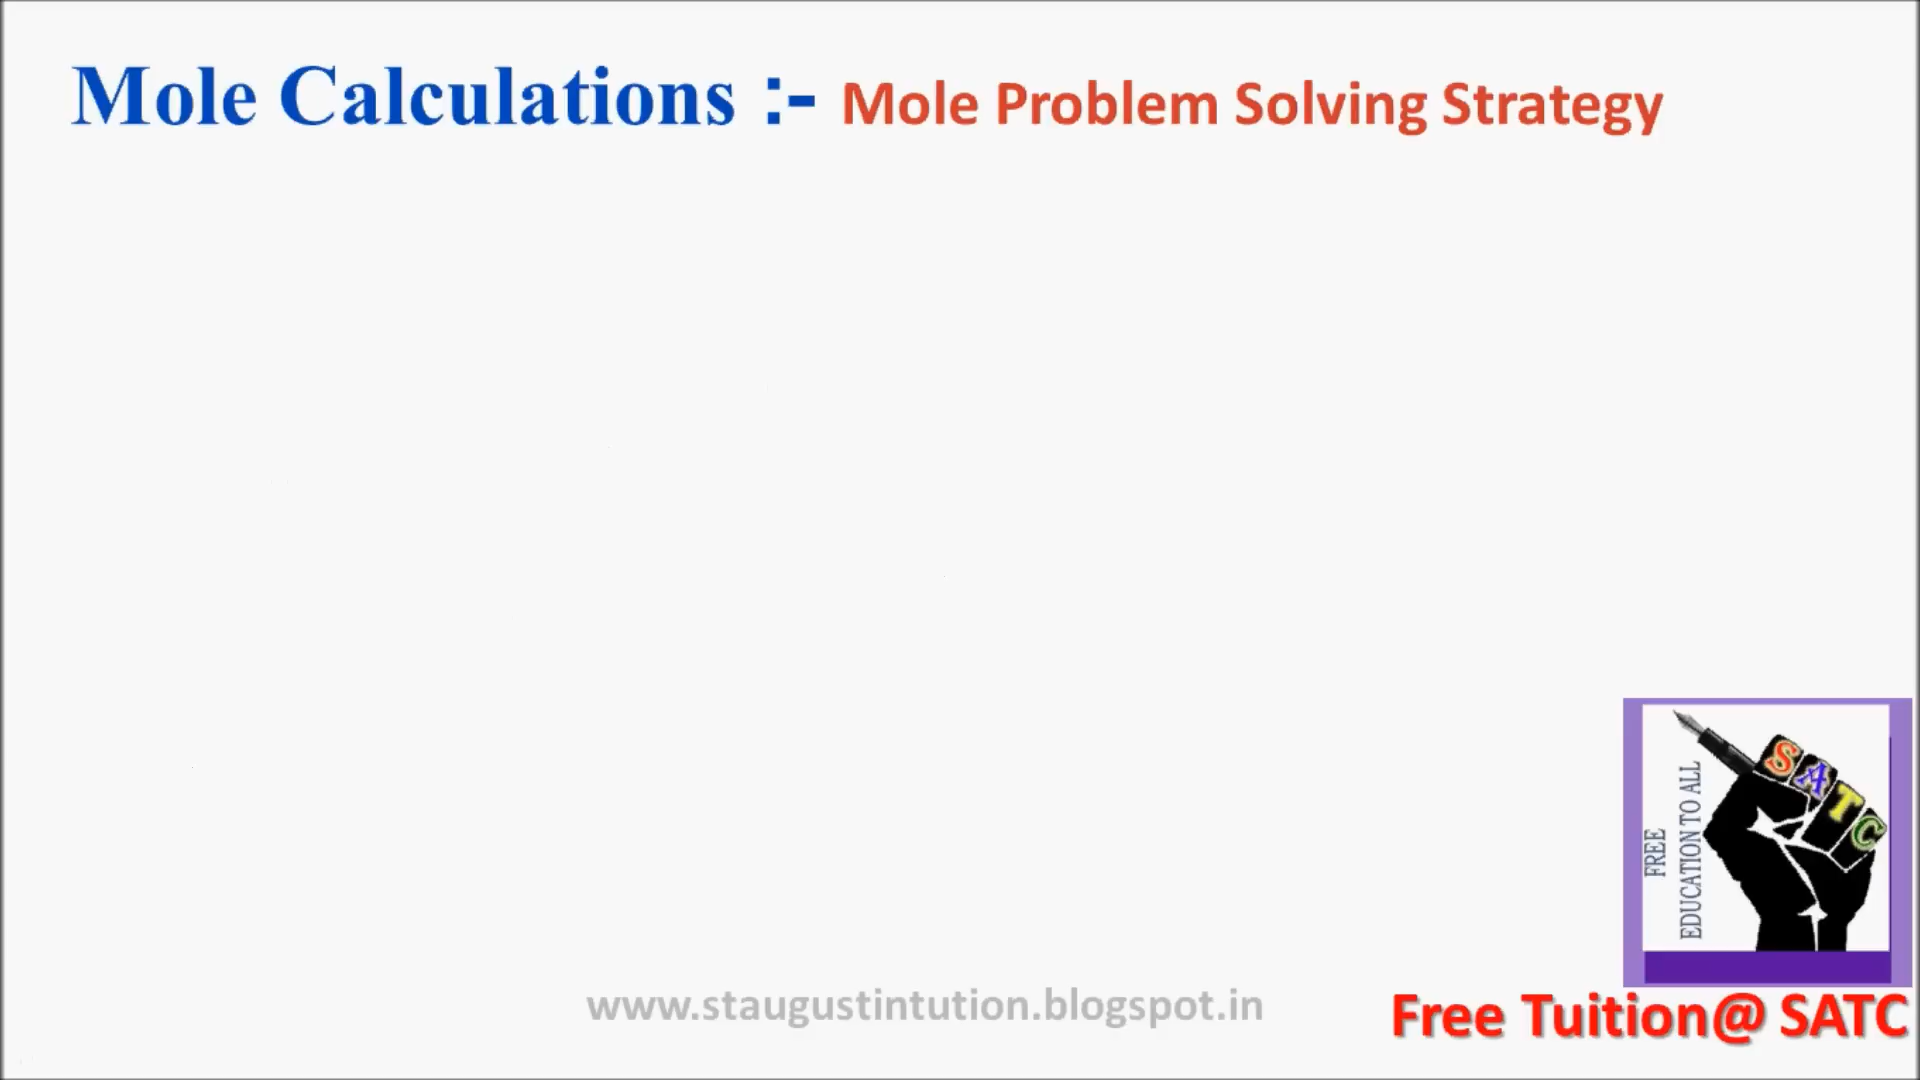 Mole Calculations :- Mole Problem Solving Strategy
SATC
FREE
EDUCATION TO ALL
www.staugustintution.blogspot.in
Free Tuition@ SATC